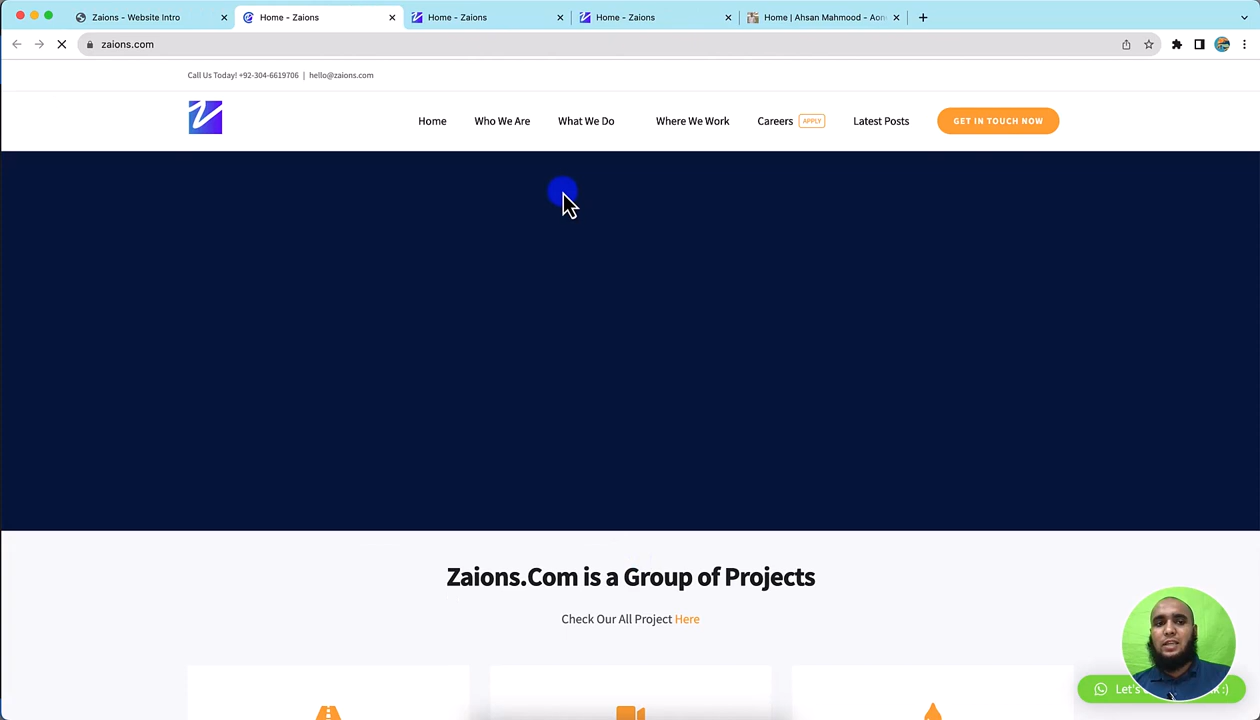 Zaions - Website Intro
Home - Zaions
Home - Zaions
Home - Zaions
Home | Ahsan Mahmood - Aon
zaions.com
Call Us Today! +92-304-6619706 | hello@zaions.com
Home
Who We Are
What We Do
Where We Work
Careers
APPLY
Latest Posts
GET IN TOUCH NOW
Zaions.Com is a Group of Projects
Check Our All Project Here
Let's
:)